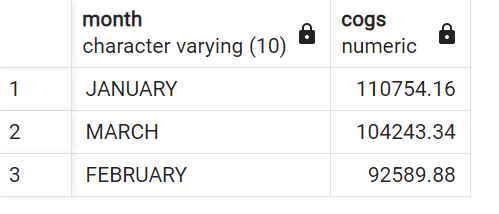 month cogs
character varying (10) numeric
1 JANUARY 110754.16
2 MARCH 104243.34
3 FEBRUARY 92589.88